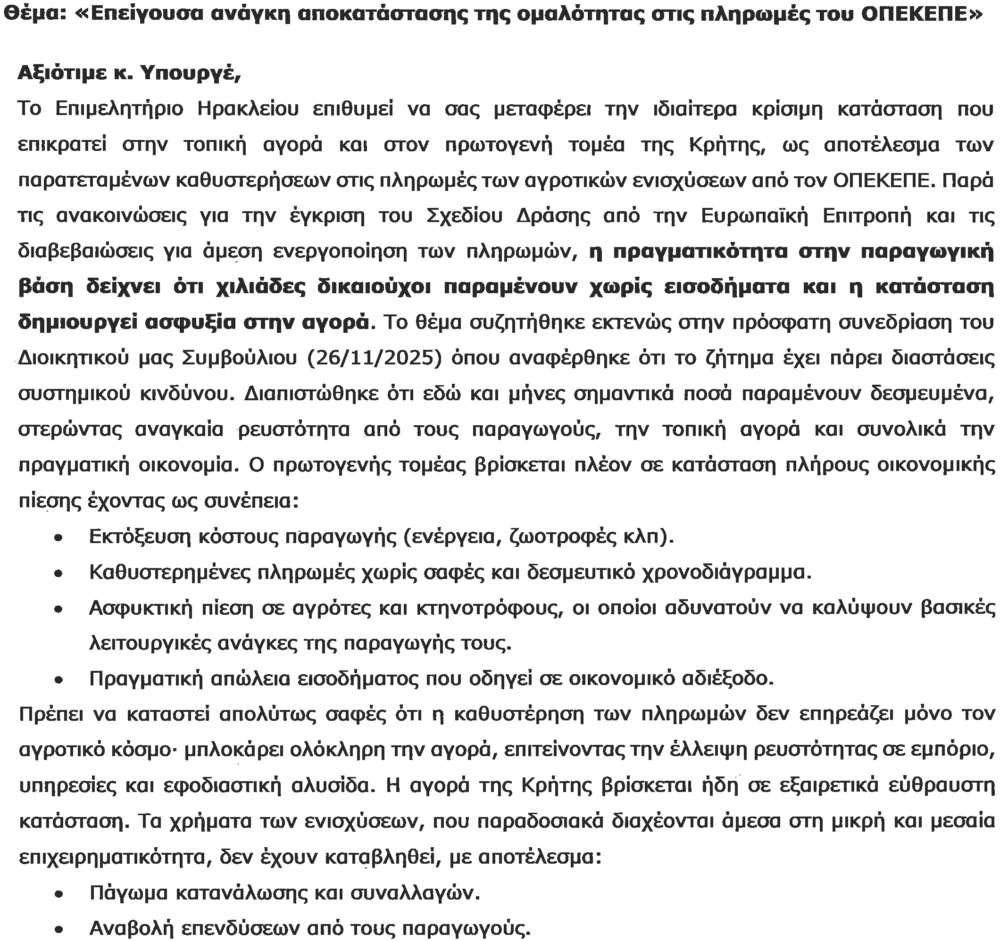 Θέμα: «Επείγουσα ανάγκη αποκατάστασης της ομαλότητας στις πληρωμές του ΟΠΕΚΕΠΕ»
Αξιότιμε κ. Υπουργέ,
Το Επιμελητήριο Ηρακλείου επιθυμεί να σας μεταφέρει την ιδιαίτερα κρίσιμη κατάσταση που
επικρατεί στην τοπική αγορά και στον πρωτογενή τομέα της Κρήτης, ως αποτέλεσμα των
παρατεταμένων καθυστερήσεων στις πληρωμές των αγροτικών ενισχύσεων από τον ΟΠΕΚΕΠΕ. Παρά
τις ανακοινώσεις για την έγκριση του Σχεδίου Δράσης από την Ευρωπαϊκή Επιτροπή και τις
διαβεβαιώσεις για άμεση ενεργοποίηση των πληρωμών, η πραγματικότητα στην παραγωγική
βάση δείχνει ότι χιλιάδες δικαιούχοι παραμένουν χωρίς εισοδήματα και η κατάσταση
δημιουργεί ασφυξία στην αγορά. Το θέμα συζητήθηκε εκτενώς στην πρόσφατη συνεδρίαση του
Διοικητικού μας Συμβούλιου (26/11/2025) όπου αναφέρθηκε ότι το ζήτημα έχει πάρει διαστάσεις
συστημικού κινδύνου. Διαπιστώθηκε ότι εδώ και μήνες σημαντικά ποσά παραμένουν δεσμευμένα,
στερώντας αναγκαία ρευστότητα από τους παραγωγούς, την τοπική αγορά και συνολικά την
πραγματική οικονομία. Ο πρωτογενής τομέας βρίσκεται πλέον σε κατάσταση πλήρους οικονομικής
πίεσης έχοντας ως συνέπεια:
• Εκτόξευση κόστους παραγωγής (ενέργεια, ζωοτροφές κλπ).
• Καθυστερημένες πληρωμές χωρίς σαφές και δεσμευτικό χρονοδιάγραμμα.
• Ασφυκτική πίεση σε αγρότες και κτηνοτρόφους, οι οποίοι αδυνατούν να καλύψουν βασικές
λειτουργικές ανάγκες της παραγωγής τους.
• Πραγματική απώλεια εισοδήματος που οδηγεί σε οικονομικό αδιέξοδο.
Πρέπει να καταστεί απολύτως σαφές ότι η καθυστέρηση των πληρωμών δεν επηρεάζει μόνο τον
αγροτικό κόσμο· μπλοκάρει ολόκληρη την αγορά, επιτείνοντας την έλλειψη ρευστότητας σε εμπόριο,
υπηρεσίες και εφοδιαστική αλυσίδα. Η αγορά της Κρήτης βρίσκεται ήδη σε εξαιρετικά εύθραυστη
κατάσταση. Τα χρήματα των ενισχύσεων, που παραδοσιακά διαχέονται άμεσα στη μικρή και μεσαία
επιχειρηματικότητα, δεν έχουν καταβληθεί, με αποτέλεσμα:
• Πάγωμα κατανάλωσης και συναλλαγών.
• Αναβολή επενδύσεων από τους παραγωγούς.